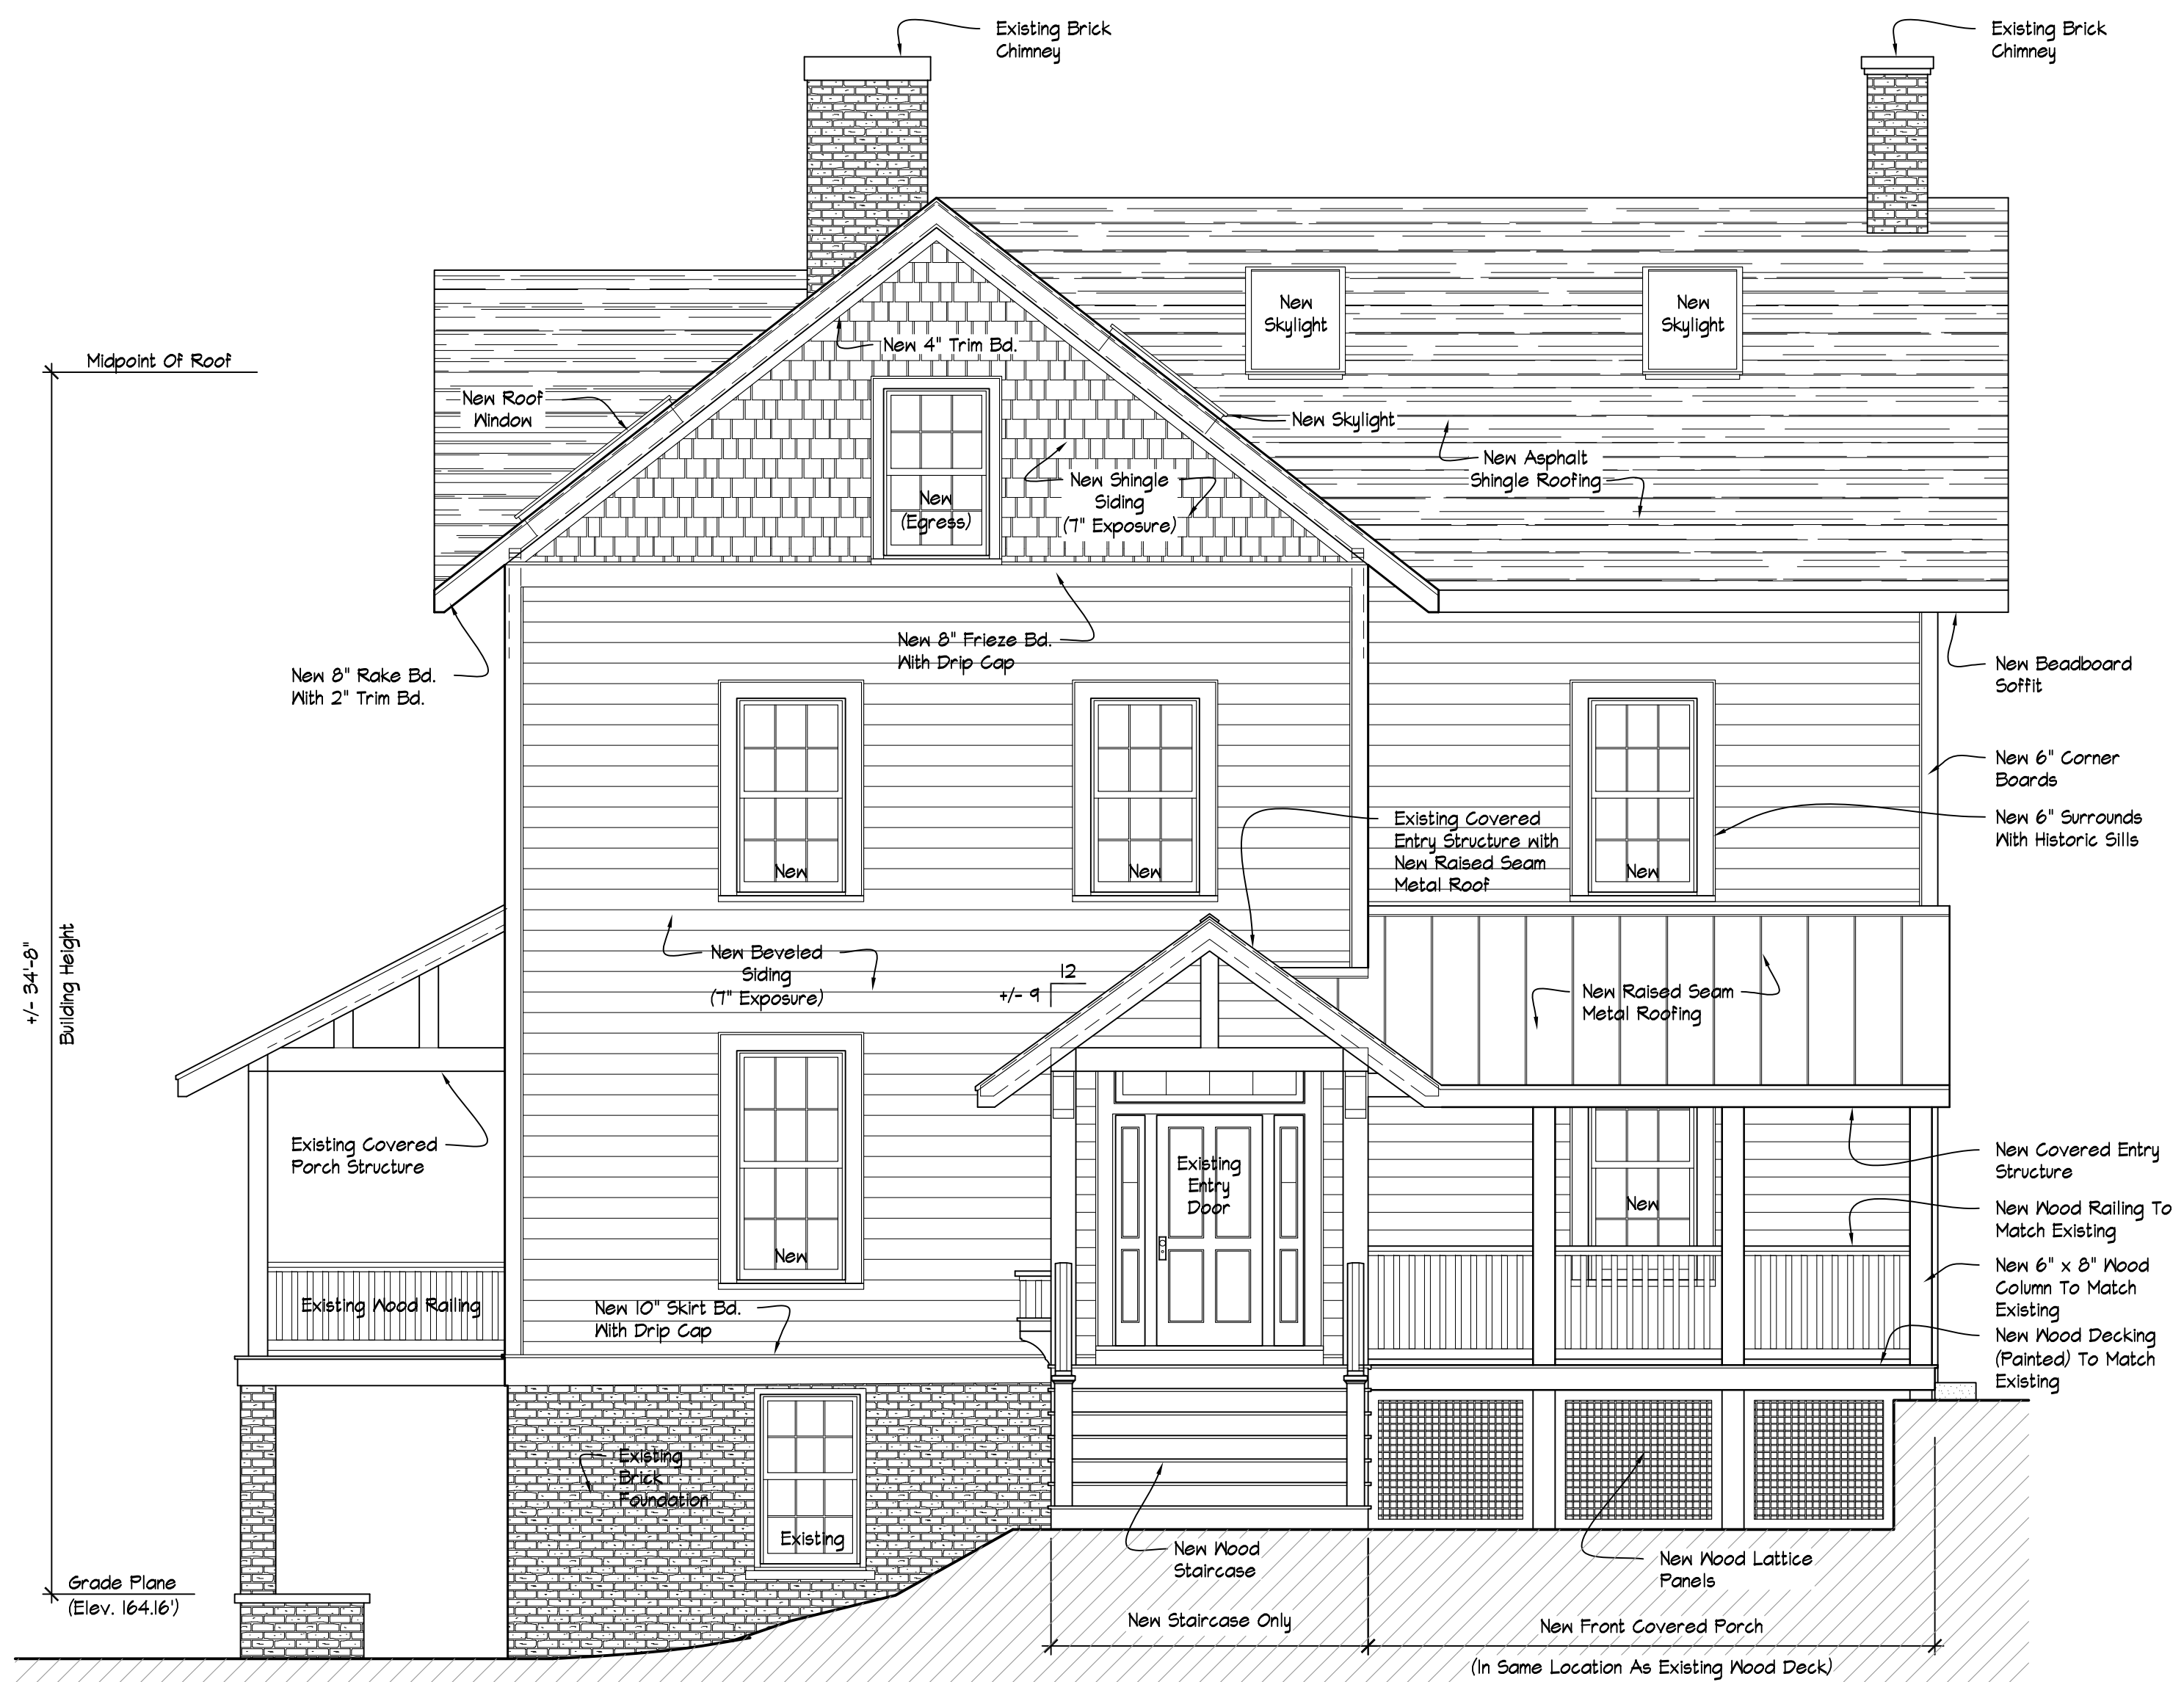 Existing Brick
Chimney
Existing Brick
Chimney
New
Skylight
New
Skylight
New 4" Trim Bd.
Midpoint Of Roof
New Roof
Window
New Skylight
New Asphalt
Shingle Roofing
New Shingle
Siding
(7" Exposure)
New
(Egress)
New 8" Frieze Bd.
With Drip Cap
New 8" Rake Bd.
With 2" Trim Bd.
New Beadboard
Soffit
New 6" Corner
Boards
New 6" Surrounds
With Historic Sills
Existing Covered
Entry Structure with
New Raised Seam
Metal Roof
New
New
New
New Beveled
Siding
(7" Exposure)
12
+/- 9
New Raised Seam
Metal Roofing
+/- 34'-8"
Building Height
Existing Covered
Porch Structure
Existing
Entry
Door
New Covered Entry
Structure
New
New Wood Railing To
Match Existing
New
New 6" x 8" Wood
Column To Match
Existing
Existing Wood Railing
New 10" Skirt Bd.
With Drip Cap
New Wood Decking
(Painted) To Match
Existing
Existing
Brick
Foundation
Existing
New Wood
Staircase
New Wood Lattice
Panels
Grade Plane
(Elev. 164.16')
New Staircase Only
New Front Covered Porch
(In Same Location As Existing Wood Deck)